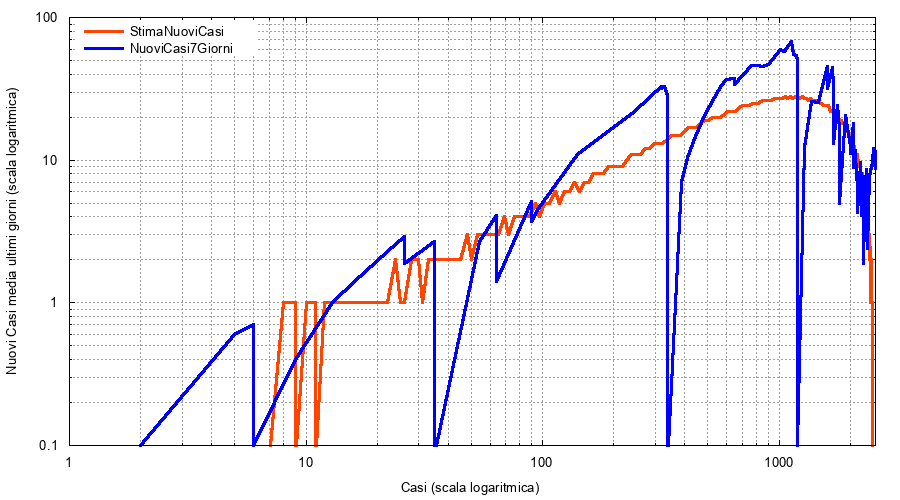 StimaNuoviCasi
NuoviCasi7Giorni
Nuovi Casi media ultimi giorni (scala logaritmica)
100
10
1
0.1
1 10 100 1000
Casi (scala logaritmica)